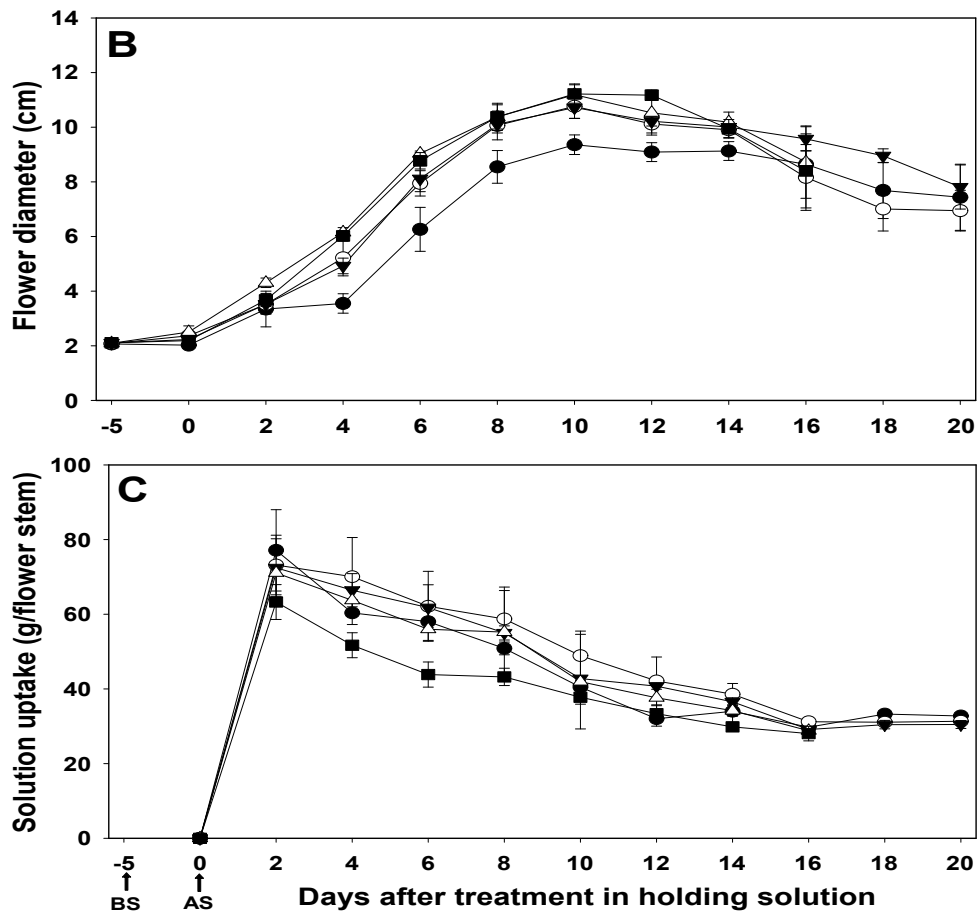 B
Flower diameter (cm)
14
12
10
8
6
4
2
0
-5 0 2 4 6 8 10 12 14 16 18 20
C
Solution uptake (g/flower stem)
100
80
60
40
20
0
-5 0 2 4 6 8 10 12 14 16 18 20
BS AS
Days after treatment in holding solution